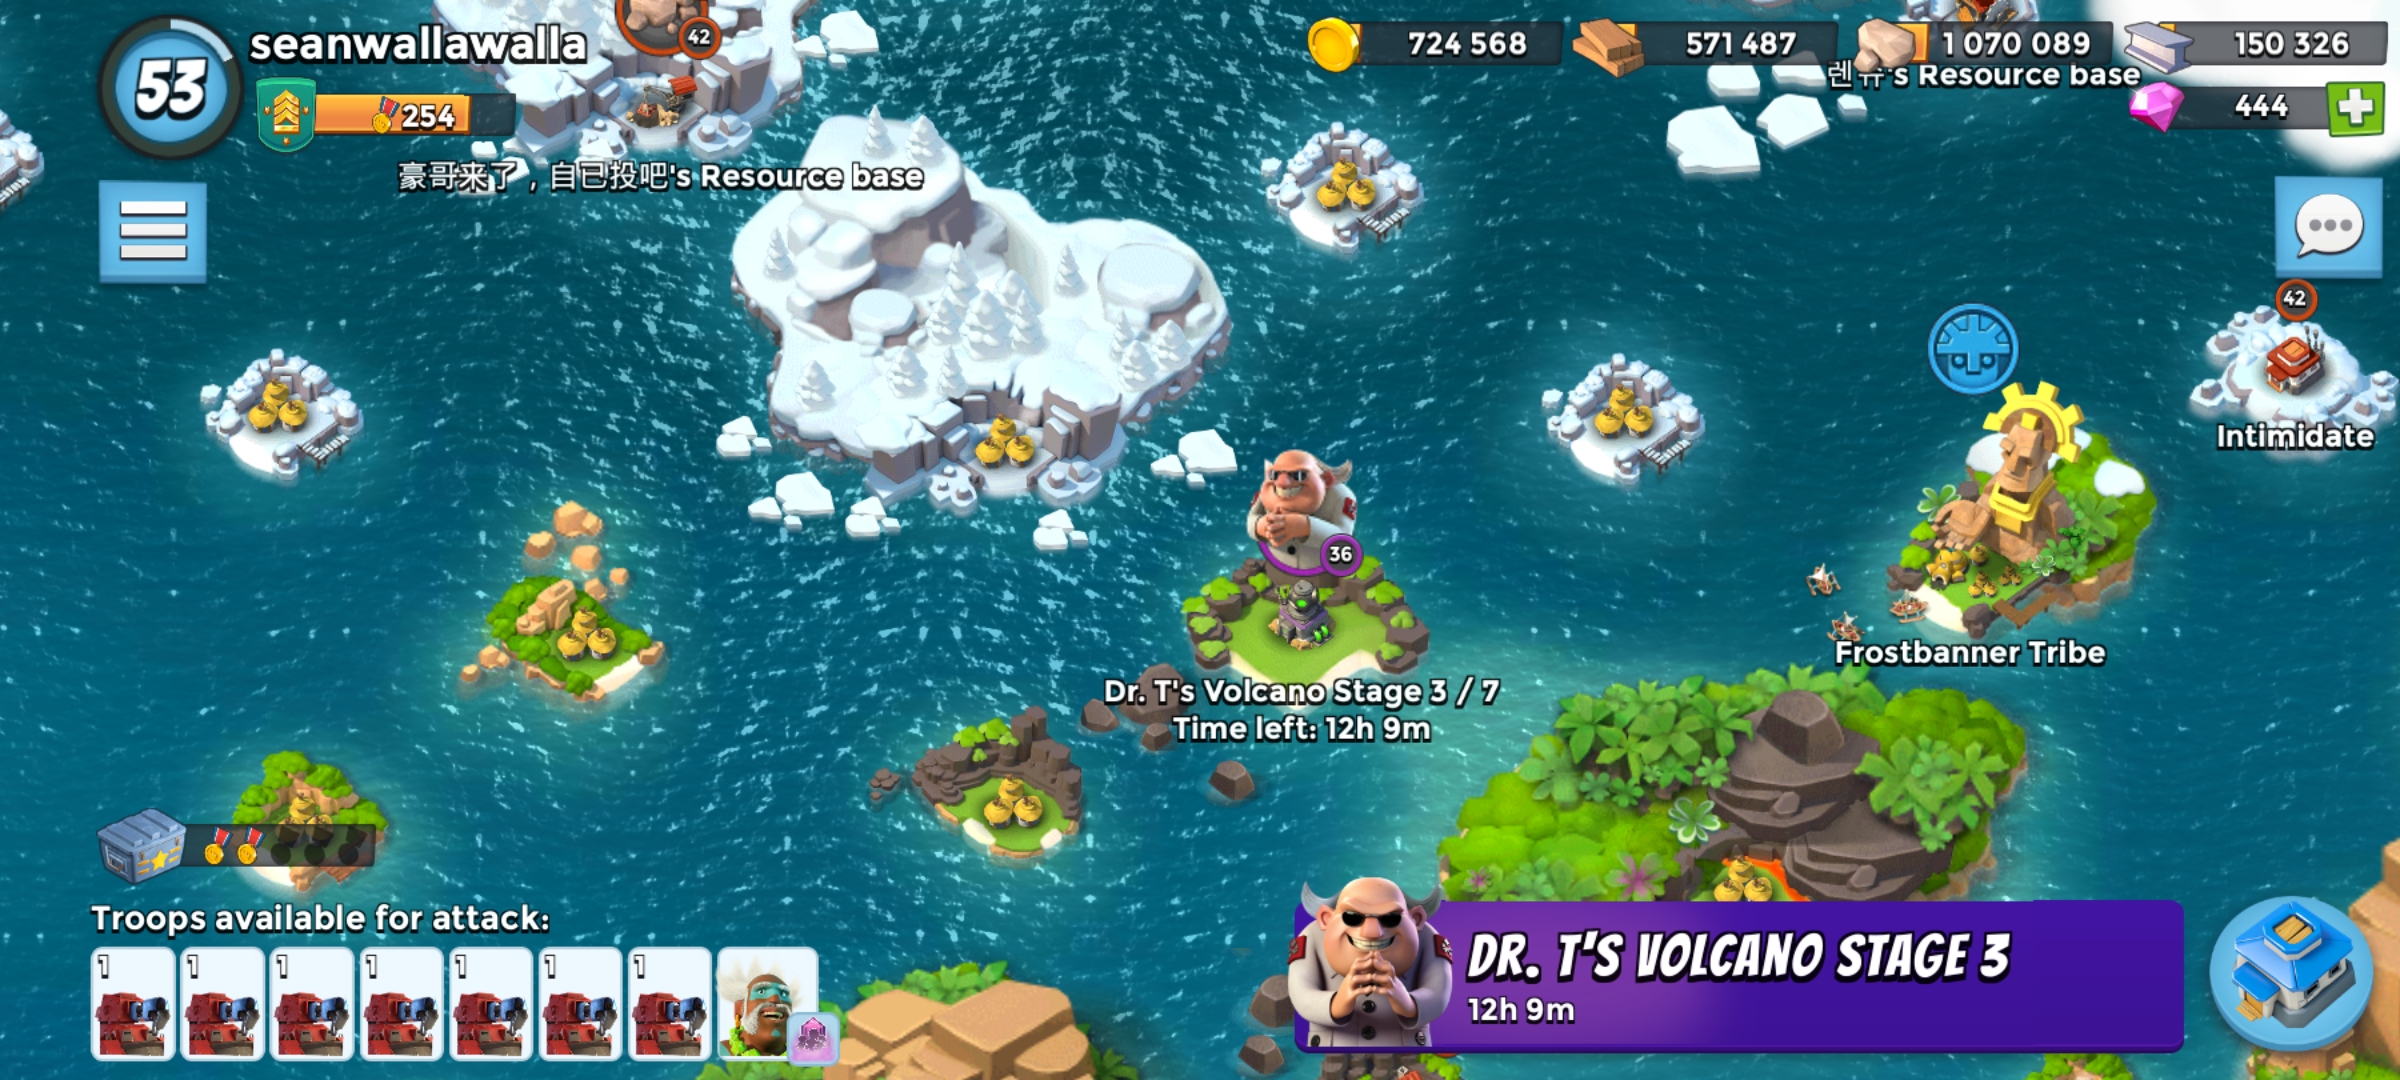 53
seanwallawalla
254
42
724 568
571 487
1 070 089
150 326
렌뉴's Resource base
444
豪哥来了，自已投吧's Resource base
42
Intimidate
36
Frostbanner Tribe
Dr. T's Volcano Stage 3 / 7
Time left: 12h 9m
Troops available for attack:
1 1 1 1 1 1 1
DR. T'S VOLCANO STAGE 3
12h 9m